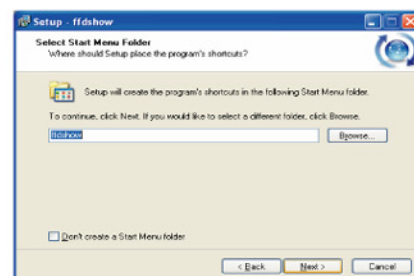 Setup - ffdshow
Select Start Menu Folder
Where should Setup place the program's shortcuts?
Setup will create the program's shortcuts in the following Start Menu folder.
To continue, click Next. If you would like to select a different folder, click Browse.
ffdshow
Browse...
Don't create a Start Menu folder
< Back
Next >
Cancel